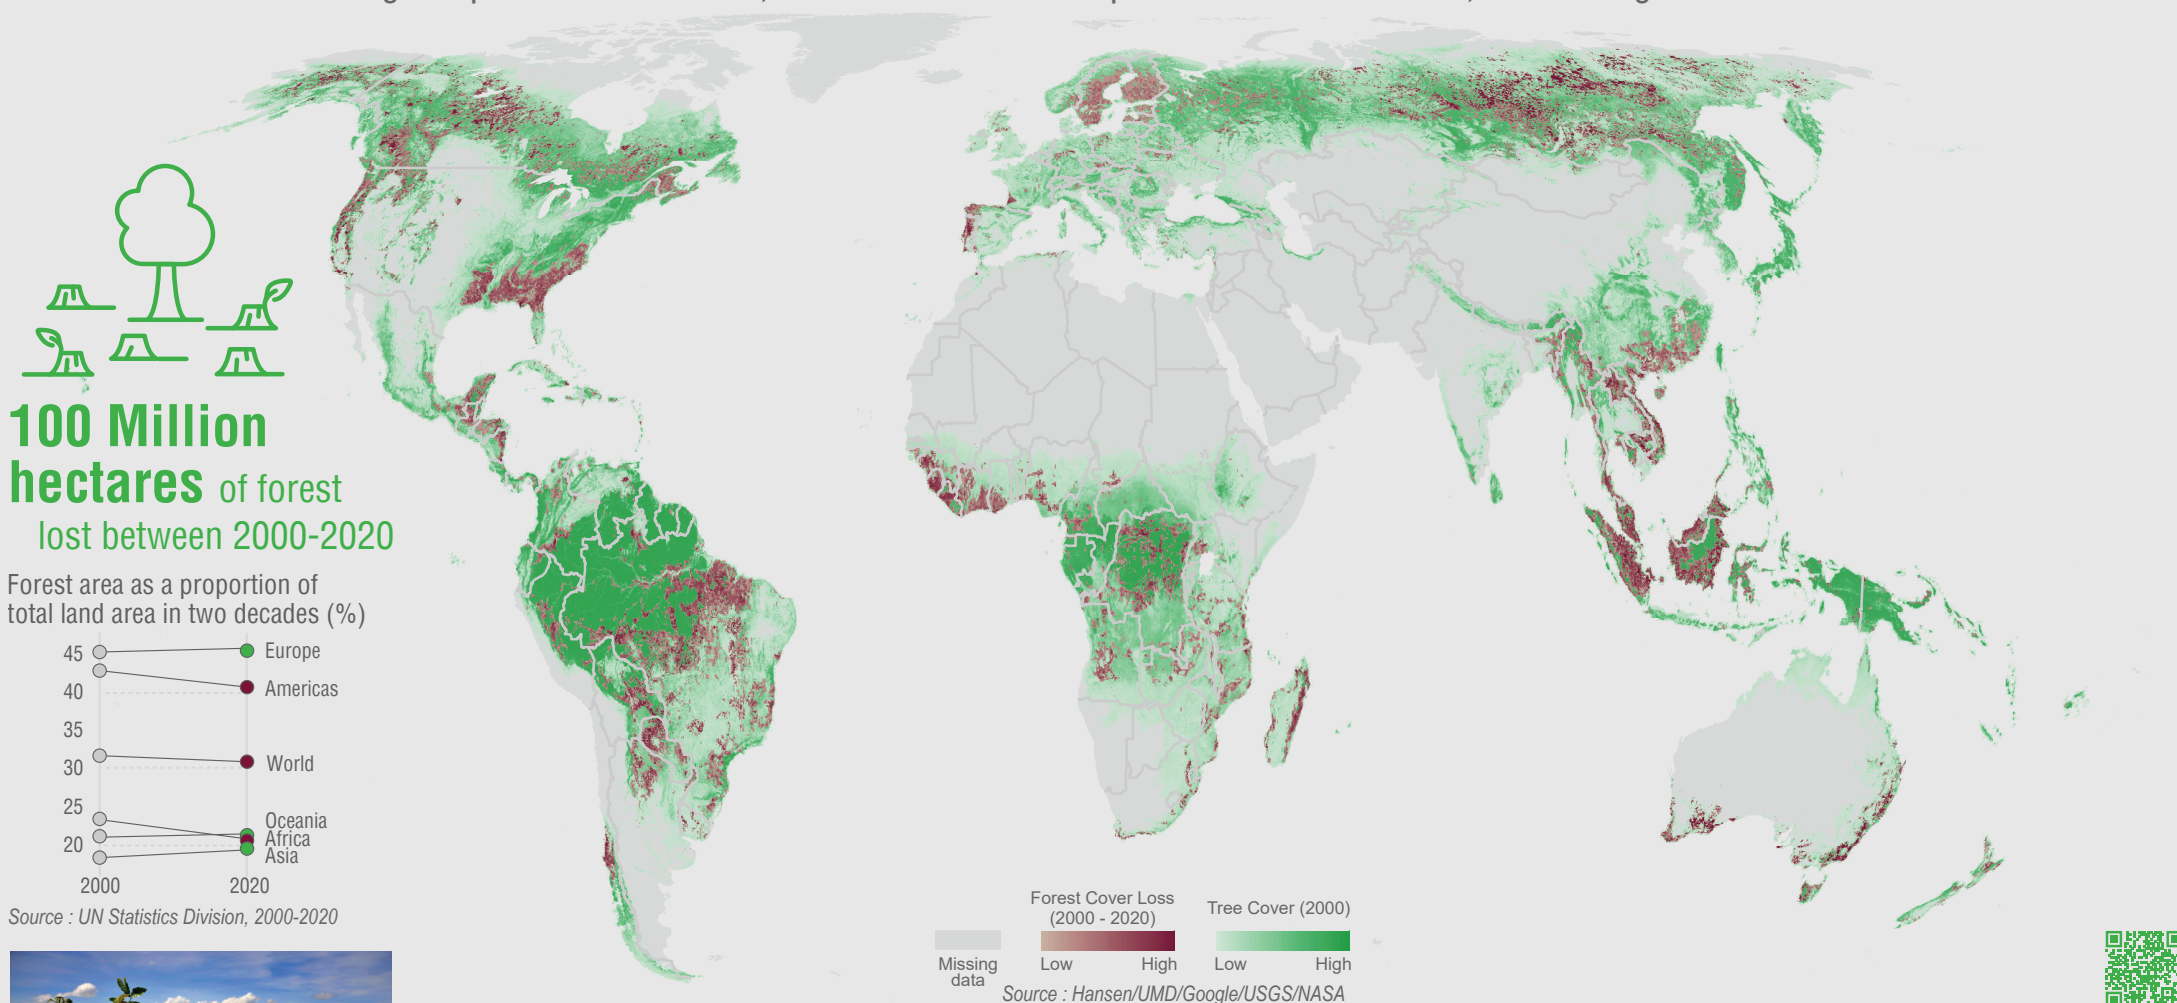 100 Million
hectares of forest
lost between 2000-2020
Forest area as a proportion of
total land area in two decades (%)
45
40
35
30
25
20
Europe
Americas
World
Oceania
Africa
Asia
2000
2020
Source : UN Statistics Division, 2000-2020
Missing
data
Forest Cover Loss
(2000 - 2020)
Low
High
Tree Cover (2000)
Low
High
Source : Hansen/UMD/Google/USGS/NASA